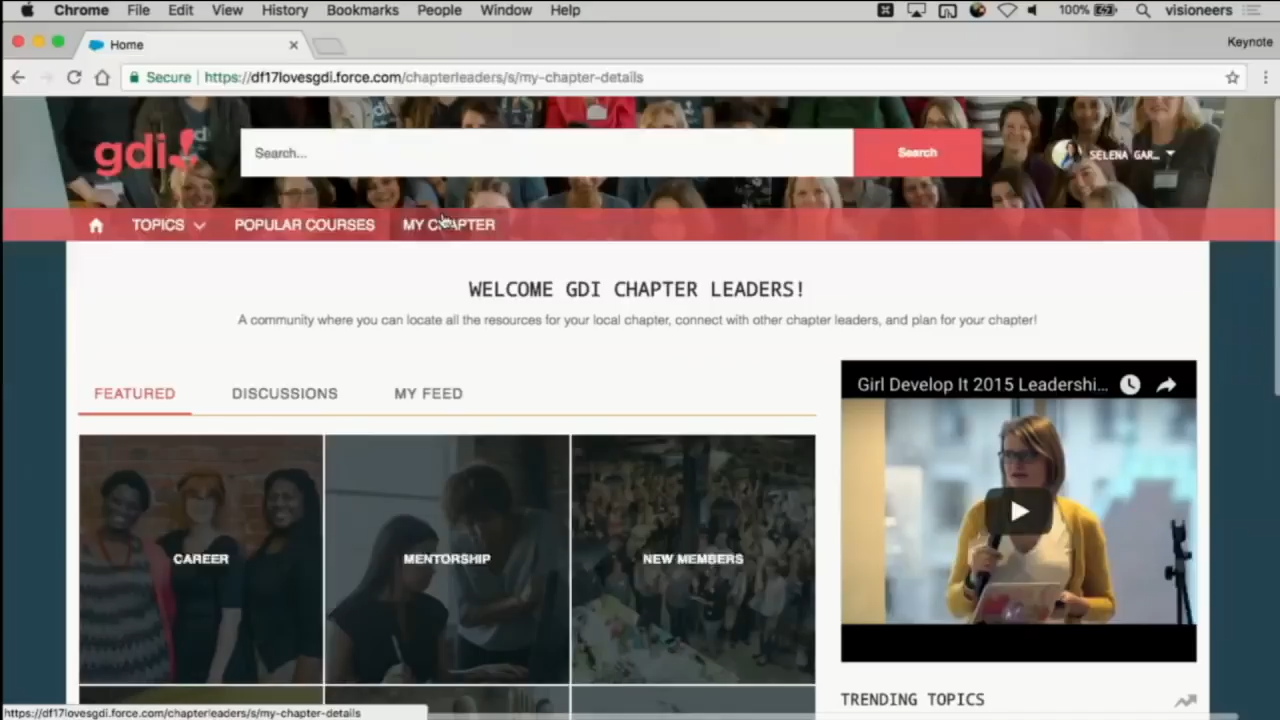 Chrome File Edit View History Bookmarks People Window Help 100% visioneers
Home
Keynote
Secure https://df17lovesgdi.force.com/chapterleaders/s/my-chapter-details
gdi
Search... Search SELENA GAR...
TOPICS POPULAR COURSES MY CHAPTER
WELCOME GDI CHAPTER LEADERS!
A community where you can locate all the resources for your local chapter, connect with other chapter leaders, and plan for your chapter!
FEATURED DISCUSSIONS MY FEED
Girl Develop It 2015 Leadershi...
CAREER MENTORSHIP NEW MEMBERS
TRENDING TOPICS
https://df17lovesgdi.force.com/chapterleaders/s/my-chapter-details